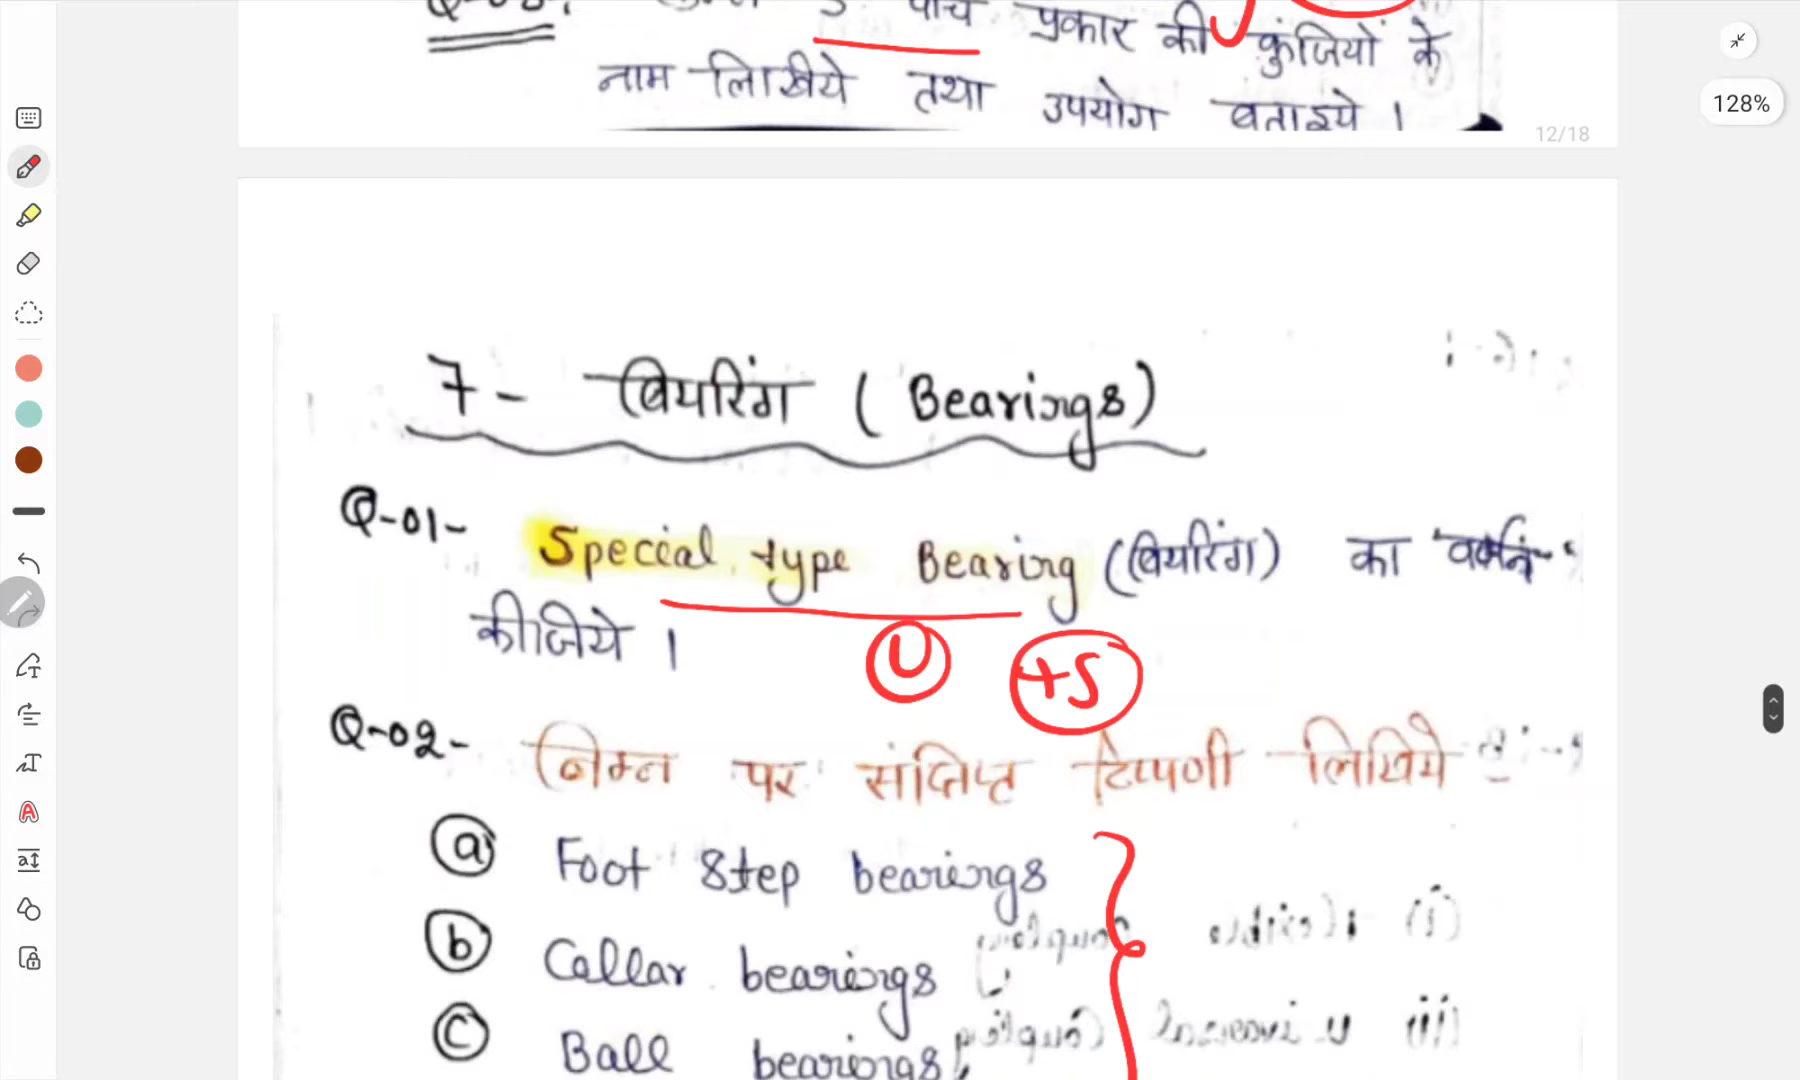 पांच प्रकार की कुंजियों के
नाम लिखिये तथा उपयोग बताइये ।
12/18
128%
7- बियरिंग ( Bearings )
Q-01- Special type Bearing (बियरिंग) का वर्णन
कीजिये ।
U +5
Q-02- निम्न पर संक्षिप्त टिप्पणी लिखिये
(a) Foot Step bearings
(b) Collar bearings
(c) Ball bearings